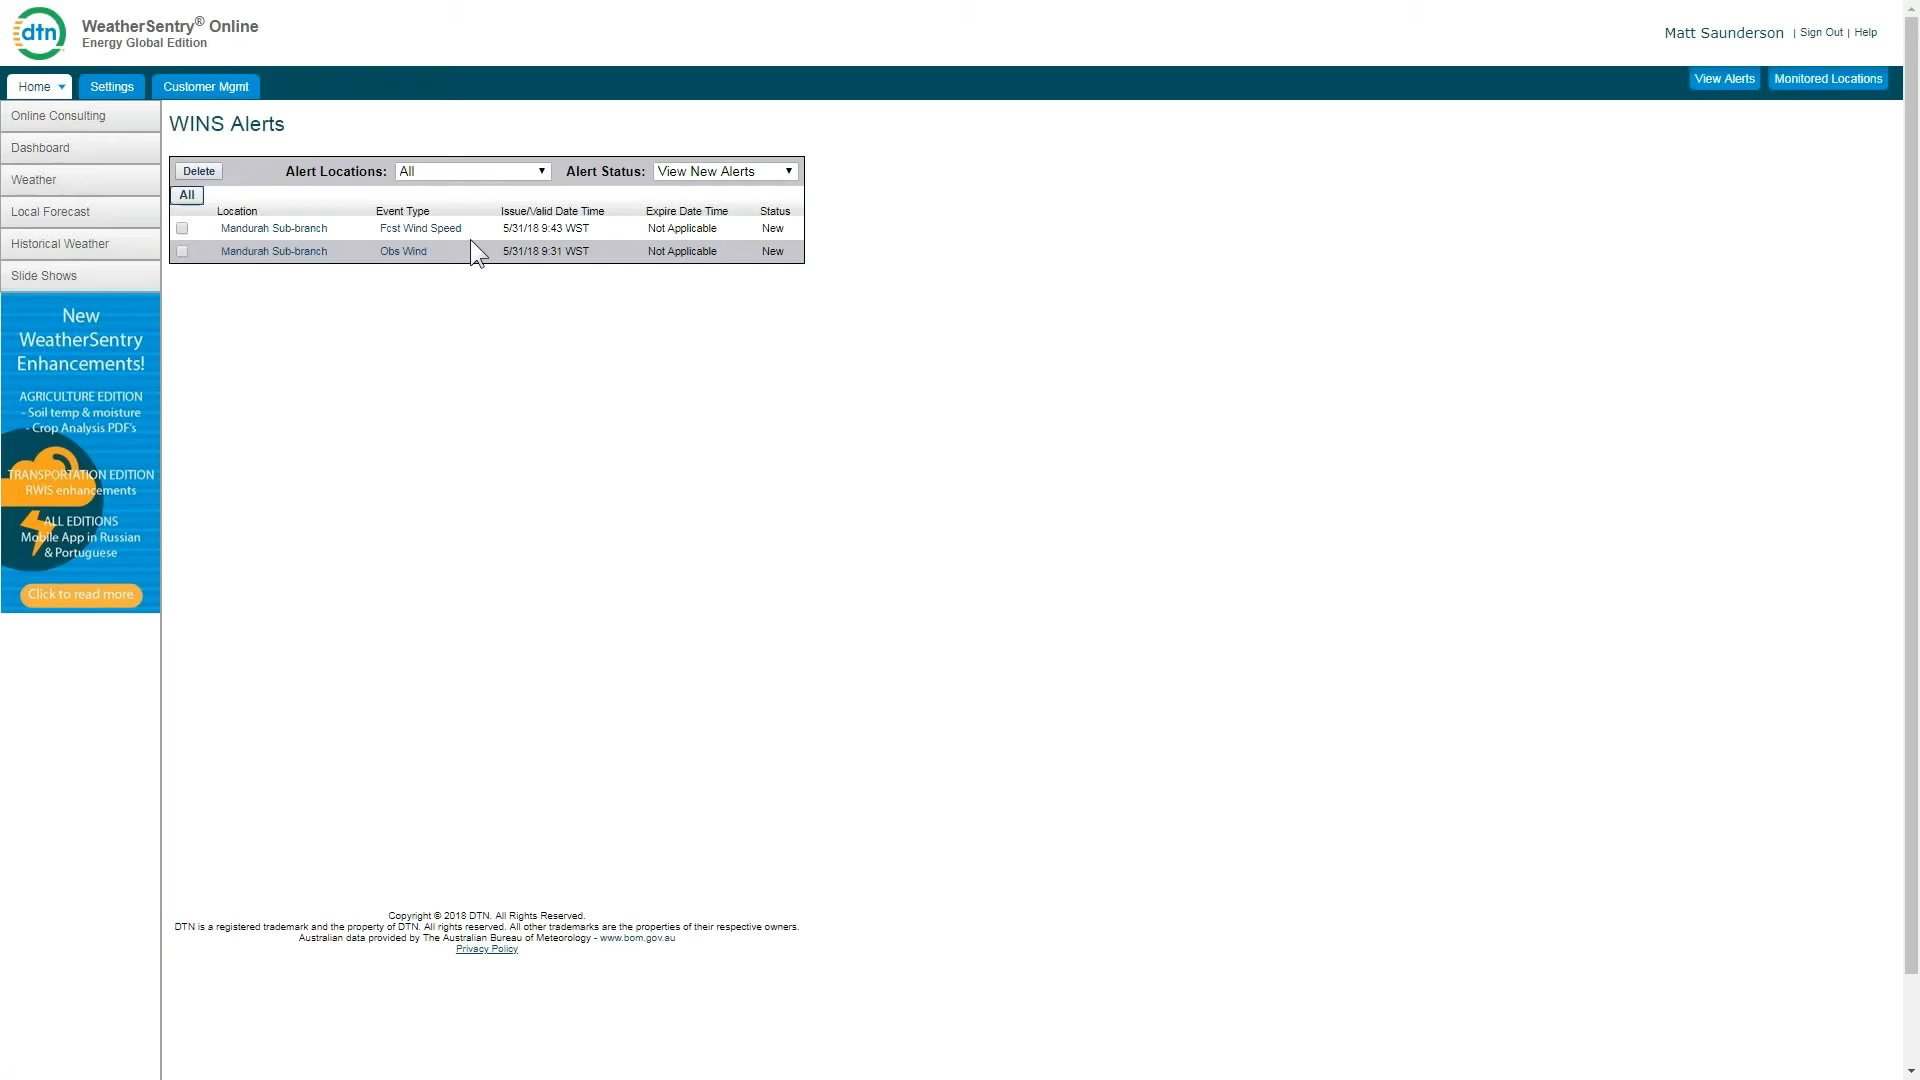 dtn
WeatherSentry® Online
Energy Global Edition
Matt Saunderson | Sign Out | Help
Home Settings Customer Mgmt
View Alerts Monitored Locations
Online Consulting
Dashboard
Weather
Local Forecast
Historical Weather
Slide Shows
New
WeatherSentry
Enhancements!
AGRICULTURE EDITION
- Soil temp & moisture
- Crop Analysis PDF's
TRANSPORTATION EDITION
RWIS enhancements
ALL EDITIONS
Mobile App in Russian
& Portuguese
Click to read more
WINS Alerts
Delete Alert Locations: All Alert Status: View New Alerts
All
Location Event Type Issue/Valid Date Time Expire Date Time Status
Mandurah Sub-branch Fcst Wind Speed 5/31/18 9:43 WST Not Applicable New
Mandurah Sub-branch Obs Wind 5/31/18 9:31 WST Not Applicable New
Copyright © 2018 DTN. All Rights Reserved.
DTN is a registered trademark and the property of DTN. All rights reserved. All other trademarks are the properties of their respective owners.
Australian data provided by The Australian Bureau of Meteorology - www.bom.gov.au
Privacy Policy